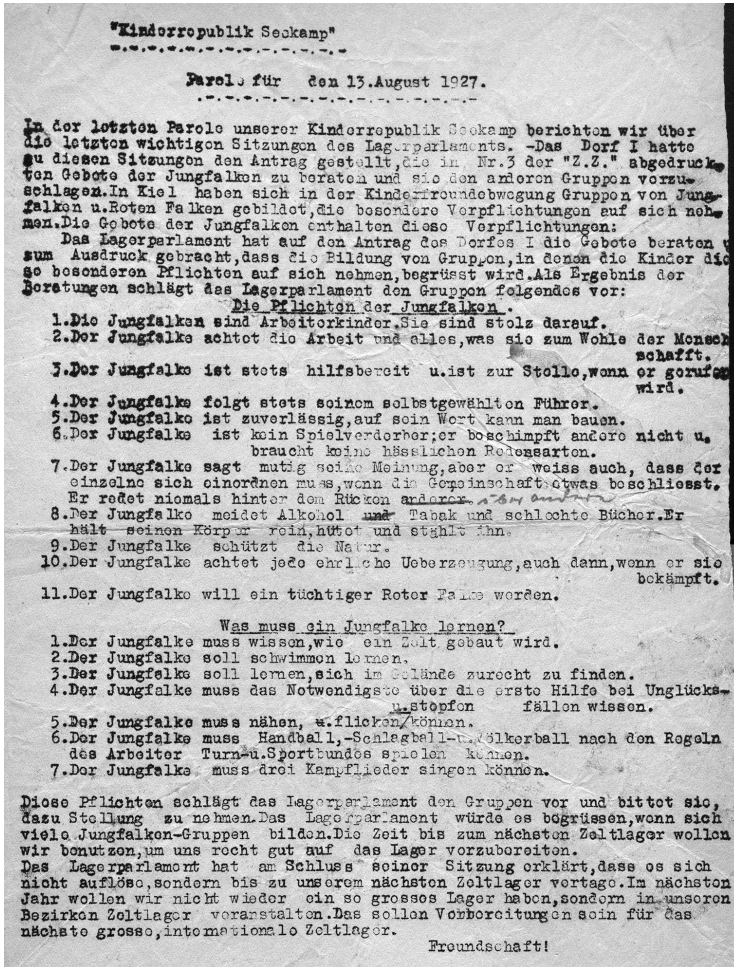 "Kinderrepublik Seekamp"
Parole für den 13.August 1927.
In der letzten Parole unserer Kinderrepublik Seekamp berichten wir über
die letzten wichtigen Sitzungen des Lagerparlaments. -Das Dorf I hatte
zu diesen Sitzungen den Antrag gestellt,die in Nr.3 der "Z.Z." abgedruck-
ten Gebote der Jungfalken zu beraten und sie den anderen Gruppen vorzu-
schlagen.In Kiel haben sich in der Kinderfreundebewegung Gruppen von Jung-
falken u.Roten Falken gebildet,die besondere Verpflichtungen auf sich neh-
men.Die Gebote der Jungfalken enthalten diese Verpflichtungen:
Das Lagerparlament hat auf den Antrag des Dorfes I die Gebote beraten u
zum Ausdruck gebracht,dass die Bildung von Gruppen,in denen die Kinder die
so besonderen Pflichten auf sich nehmen,begrüsst wird.Als Ergebnis der
Beratungen schlägt das Lagerparlament den Gruppen folgendes vor:
Die Pflichten der Jungfalken.
1.Die Jungfalken sind Arbeiterkinder.Sie sind stolz darauf.
2.Der Jungfalke achtet die Arbeit und alles,was sie zum Wohle der Mensch
schafft.
3.Der Jungfalke ist stets hilfsbereit u.ist zur Stelle,wenn er gerufen
wird.
4.Der Jungfalke folgt stets seinem selbstgewählten Führer.
5.Der Jungfalke ist zuverlässig,auf sein Wort kann man bauen.
6.Der Jungfalke ist kein Spielverderber;er beschimpft andere nicht u.
braucht keine hässlichen Redensarten.
7.Der Jungfalke sagt mutig seine Meinung,aber er weiss auch, dass der
einzelne sich einordnen muss,wenn die Gemeinschaft etwas beschliesst.
Er redet niemals hinter dem Rücken anderer über andere
8.Der Jungfalke meidet Alkohol und Tabak und schlechte Bücher.Er
hält seinen Körper rein,hütet und stählt ihn.
9.Der Jungfalke schützt die Natur.
10.Der Jungfalke achtet jede ehrliche Ueberzeugung,auch dann,wenn er sie
bekämpft.
11.Der Jungfalke will ein tüchtiger Roter Falke werden.
Was muss ein Jungfalke lernen?
1.Der Jungfalke muss wissen,wie ein Zelt gebaut wird.
2.Der Jungfalke soll schwimmen lernen.
3.Der Jungfalke soll lernen,sich im Gelände zurecht zu finden.
4.Der Jungfalke muss das Notwendigste über die erste Hilfe bei Unglücks-
u.stopfen fällen wissen.
5.Der Jungfalke muss nähen, u.flicken/können.
6.Der Jungfalke muss Handball,-Schlagball-u.Völkerball nach den Regeln
des Arbeiter Turn-u.Sportbundes spielen können.
7.Der Jungfalke muss drei Kampflieder singen können.
Diese Pflichten schlägt das Lagerparlament den Gruppen vor und bittet sie,
dazu Stellung zu nehmen.Das Lagerparlament würde es begrüssen,wenn sich
viele Jungfalken-Gruppen bilden.Die Zeit bis zum nächsten Zeltlager wollen
wir benutzen,um uns recht gut auf das Lager vorzubereiten.
Das Lagerparlament hat am Schluss seiner Sitzung erklärt,dass es sich
nicht auflöse,sondern bis zu unserem nächsten Zeltlager vertage.Im nächsten
Jahr wollen wir nicht wieder ein so grosses Lager haben,sondern in unseren
Bezirken Zeltlager veranstalten.Das sollen Vorbereitungen sein für das
nächste grosse,internationale Zeltlager.
Freundschaft!